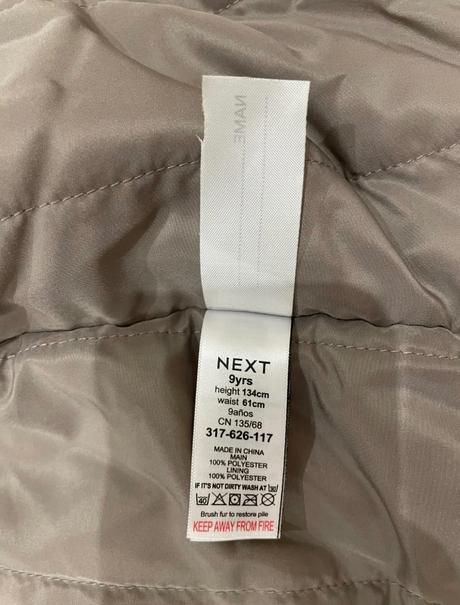 NAME
NEXT
9yrs
height 134cm
waist 61cm
9años
CN 135/68
317-626-117
MADE IN CHINA
MAIN
100% POLYESTER
LINING
100% POLYESTER
IF IT'S NOT DIRTY WASH AT 30
40
Brush fur to restore pile
KEEP AWAY FROM FIRE